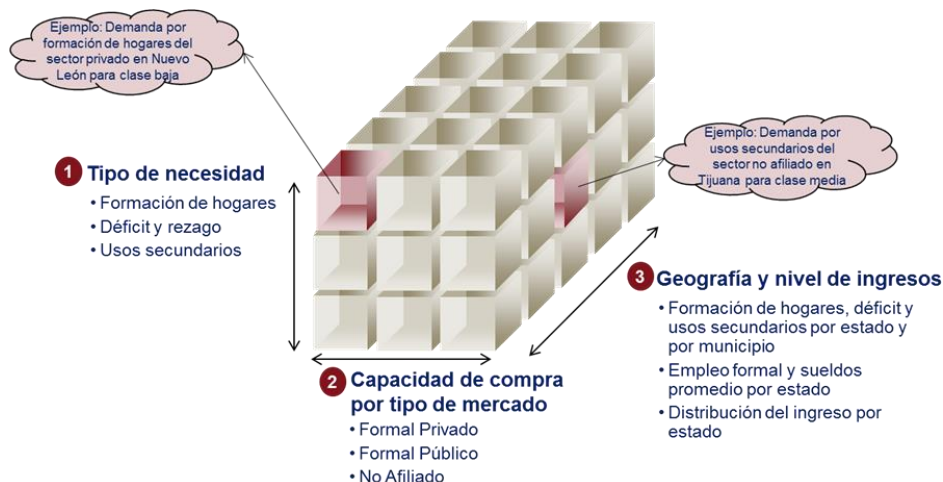 Ejemplo: Demanda por
formación de hogares del
sector privado en Nuevo
León para clase baja
Ejemplo: Demanda por
usos secundarios del
sector no afiliado en
Tijuana para clase media
1 Tipo de necesidad
• Formación de hogares
• Déficit y rezago
• Usos secundarios
2 Capacidad de compra
por tipo de mercado
• Formal Privado
• Formal Público
• No Afiliado
3 Geografía y nivel de ingresos
• Formación de hogares, déficit y
usos secundarios por estado y
por municipio
• Empleo formal y sueldos
promedio por estado
• Distribución del ingreso por
estado